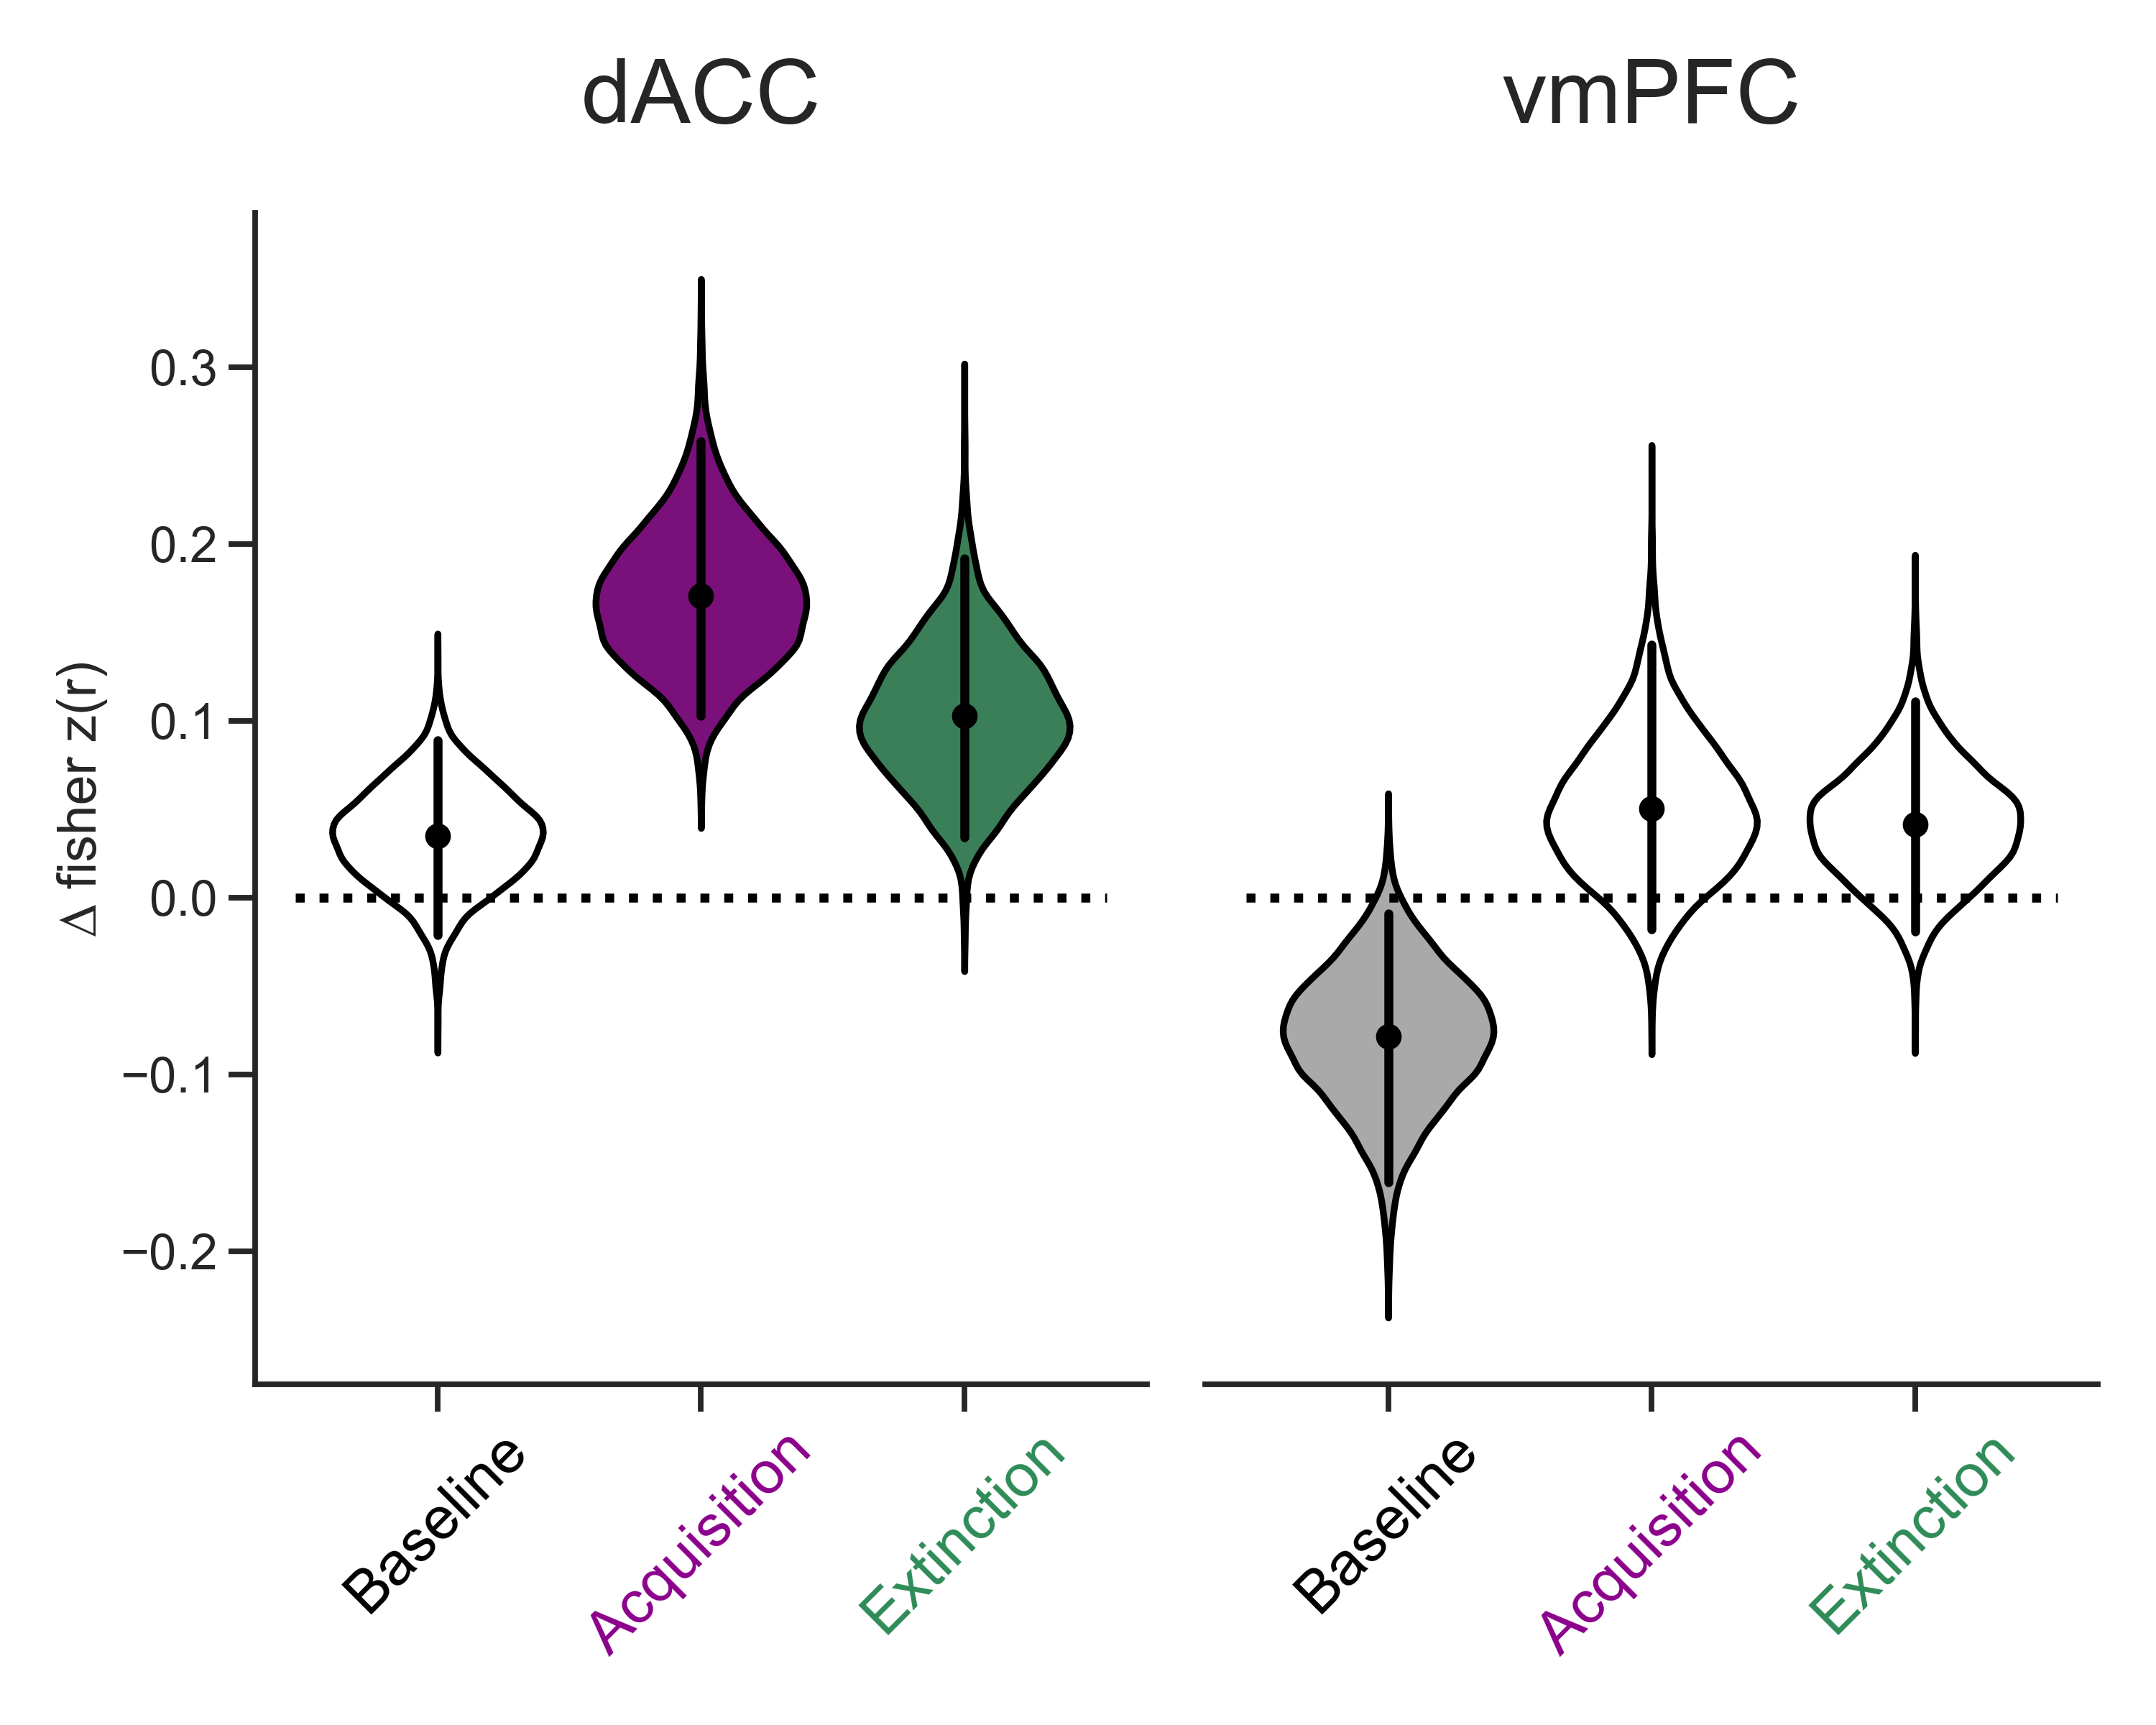 dACC
vmPFC
Δ fisher z(r)
0.3
0.2
0.1
0.0
−0.1
−0.2
Baseline
Acquisition
Extinction
Baseline
Acquisition
Extinction